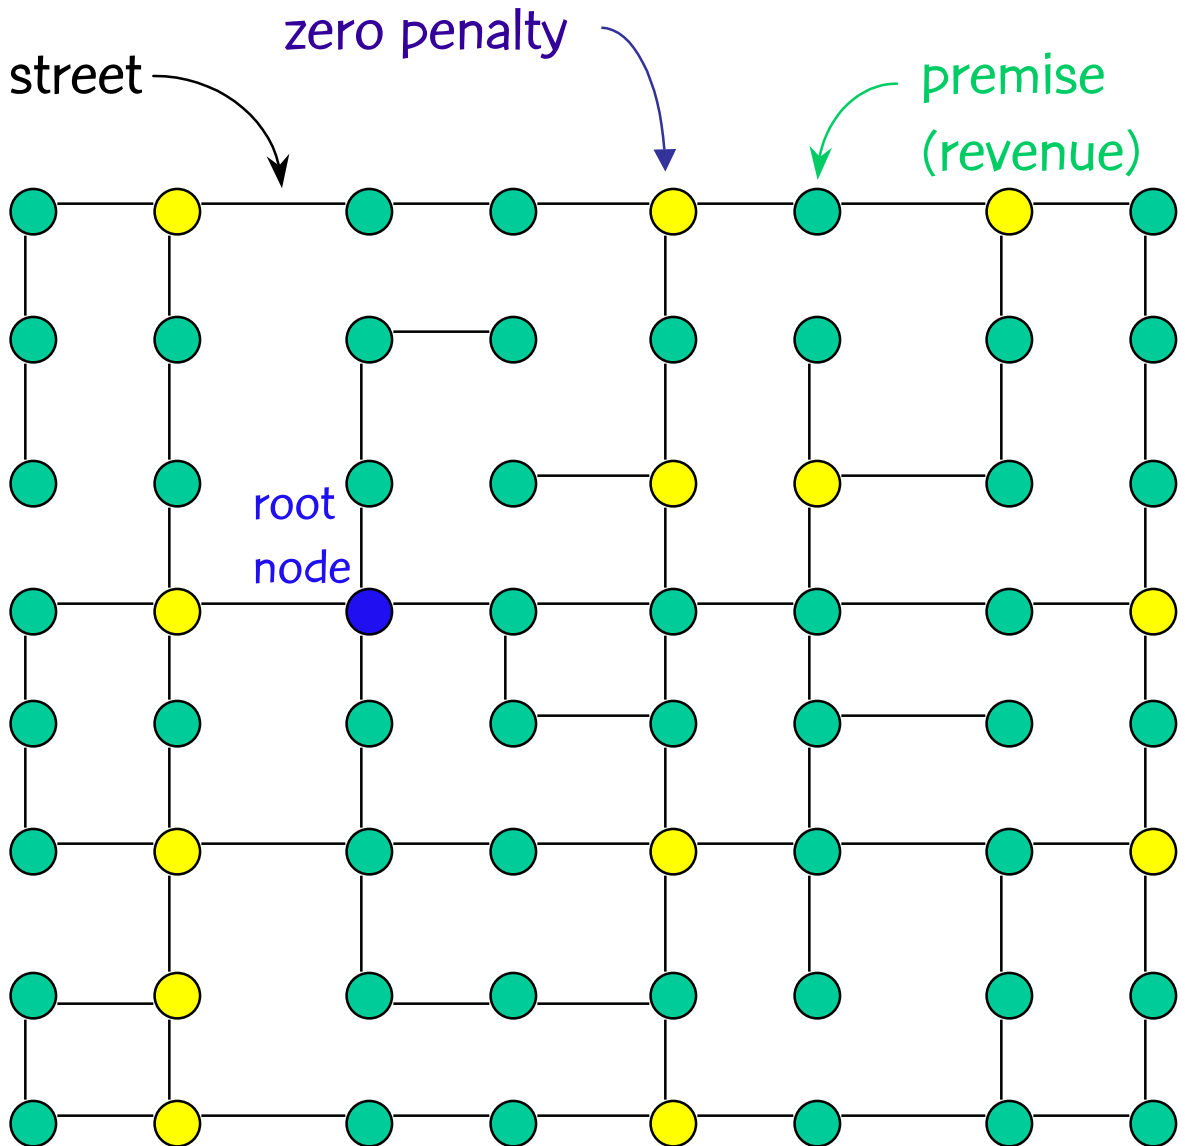 zero penalty
street
premise
(revenue)
root
node